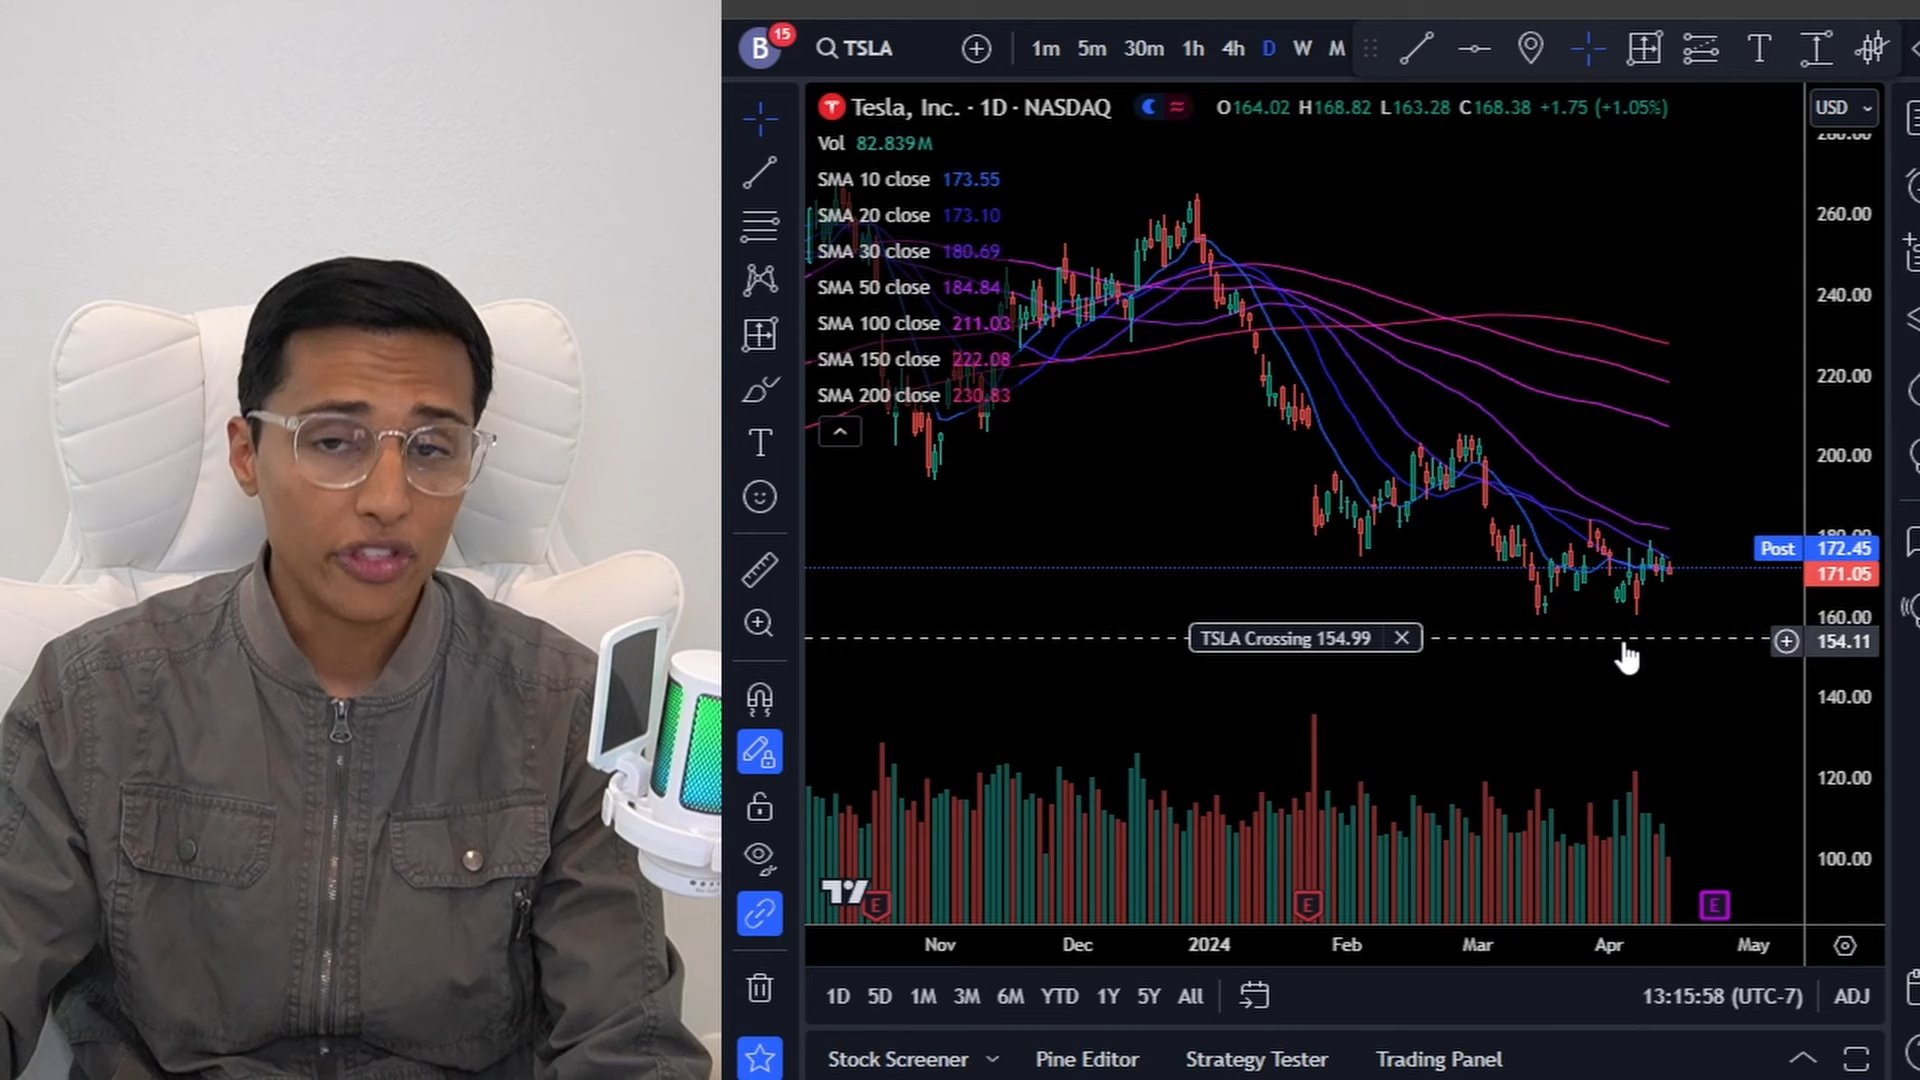 B 15 TSLA 1m 5m 30m 1h 4h D W M T
Tesla, Inc. · 1D · NASDAQ O164.02 H168.82 L163.28 C168.38 +1.75 (+1.05%) USD
Vol 82.839M
SMA 10 close 173.55
SMA 20 close 173.10
SMA 30 close 180.69
SMA 50 close 184.84
SMA 100 close 211.03
SMA 150 close 222.08
SMA 200 close 230.83
260.00
240.00
220.00
200.00
Post 172.45
171.05
160.00
TSLA Crossing 154.99
154.11
140.00
120.00
100.00
E E E
Nov Dec 2024 Feb Mar Apr May
1D 5D 1M 3M 6M YTD 1Y 5Y All 13:15:58 (UTC-7) ADJ
Stock Screener Pine Editor Strategy Tester Trading Panel